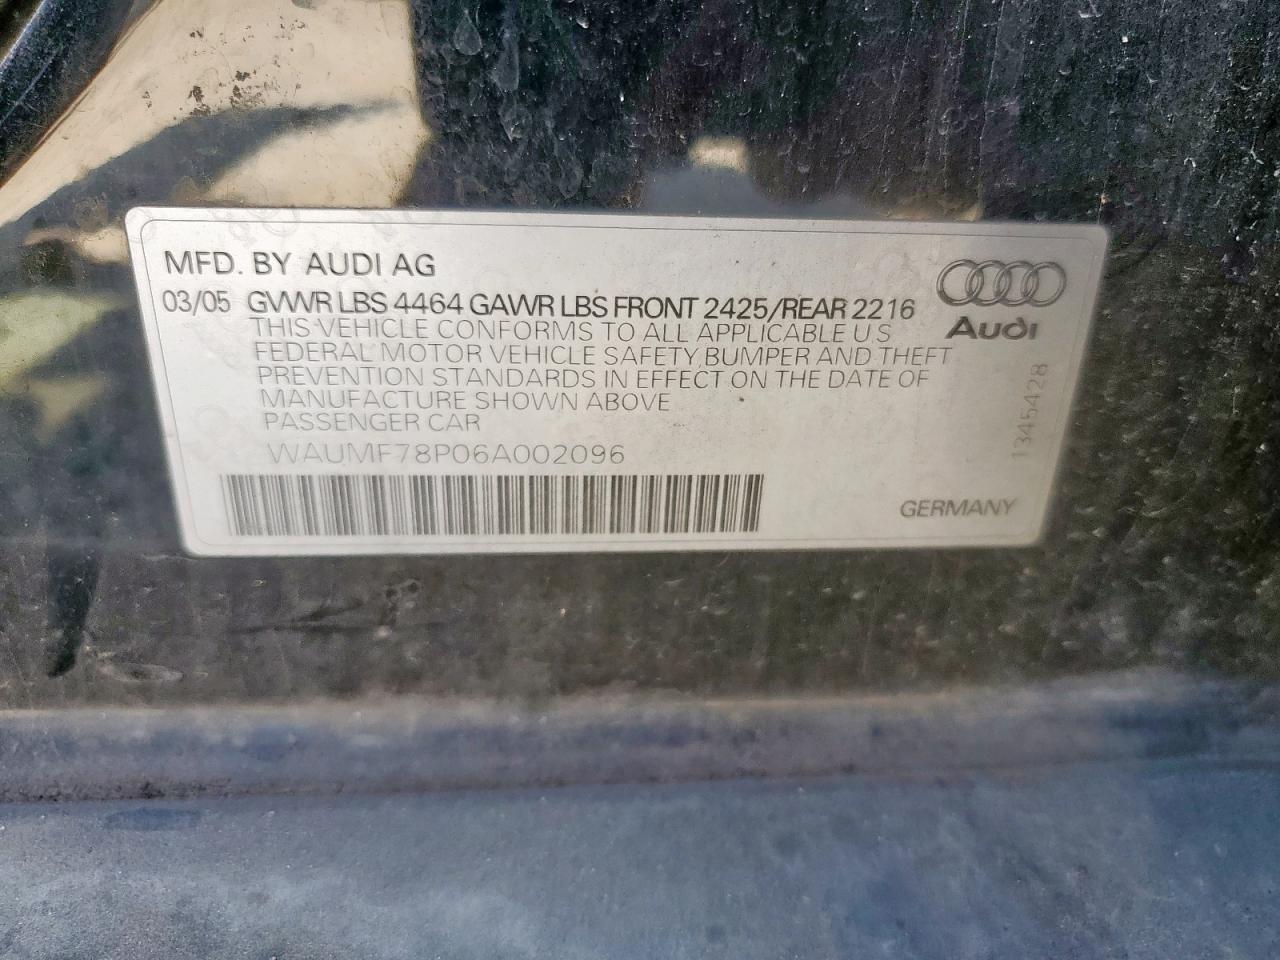 MFD. BY AUDI AG
03/05 GVWR LBS 4464 GAWR LBS FRONT 2425/REAR 2216
THIS VEHICLE CONFORMS TO ALL APPLICABLE U.S
FEDERAL MOTOR VEHICLE SAFETY, BUMPER AND THEFT
PREVENTION STANDARDS IN EFFECT ON THE DATE OF
MANUFACTURE SHOWN ABOVE
PASSENGER CAR
WAUMF78P06A002096
Audi
1345428
GERMANY